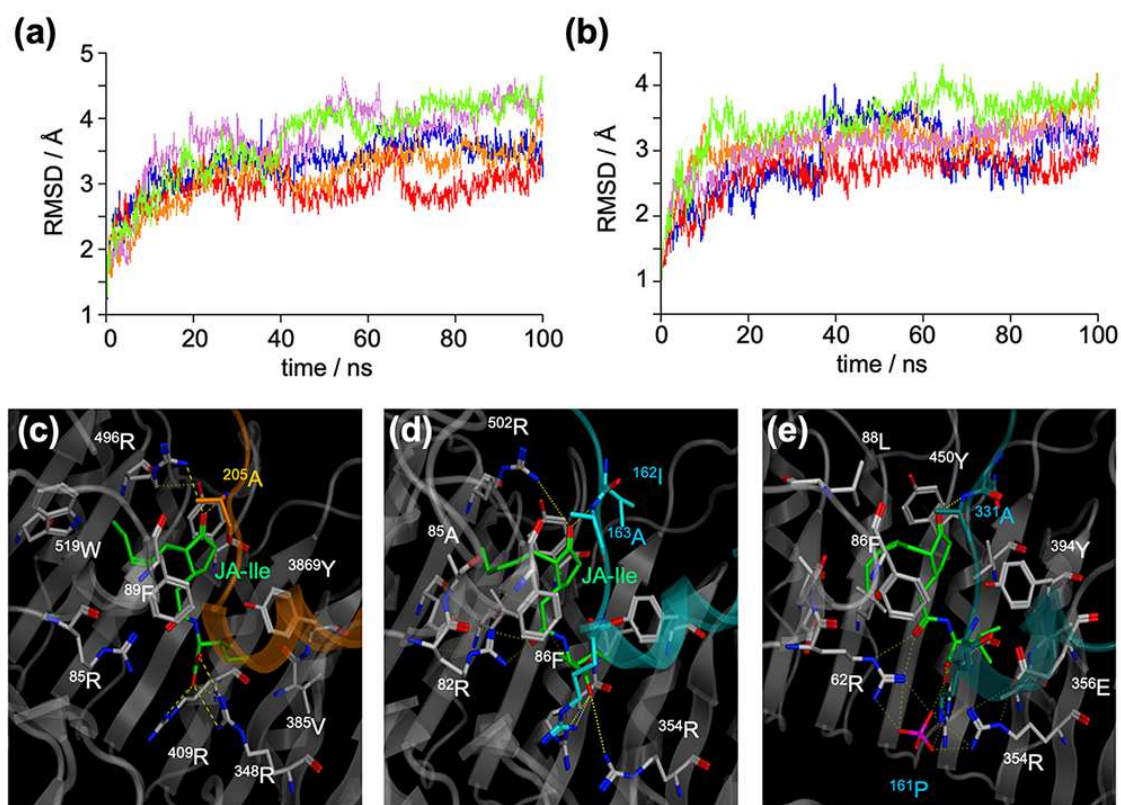 (a)
(b)
5
4
3
2
1
RMSD / Å
0 20 40 60 80 100
time / ns
5
4
3
2
1
RMSD / Å
0 20 40 60 80 100
time / ns
(c)
496R
205A
519W
89F
JA-Ile
3869Y
85R
385V
409R
348R
(d)
502R
162I
85A
163A
JA-Ile
86F
82R
354R
(e)
88L
450Y
331A
86F
394Y
62R
356E
354R
161P